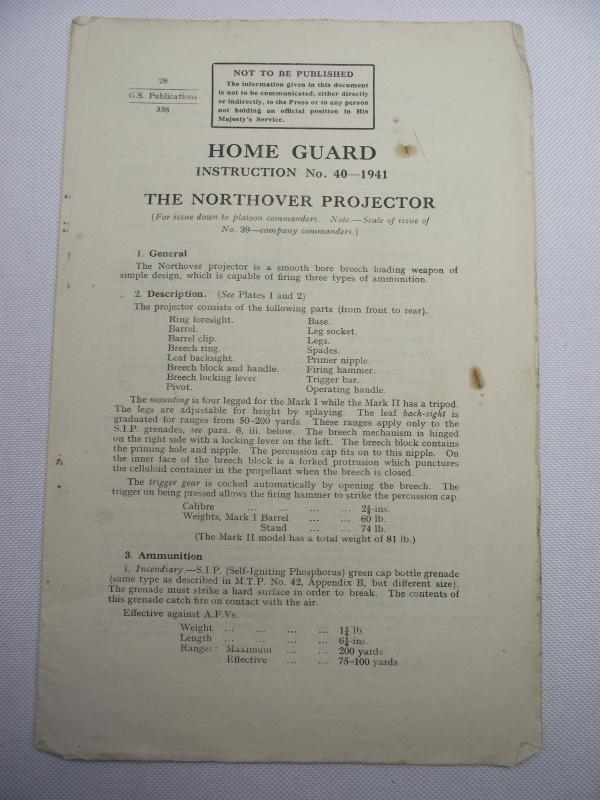 26
G.S. Publications
338
NOT TO BE PUBLISHED
The information given in this document
is not to be communicated, either directly
or indirectly, to the Press or to any person
not holding an official position in His
Majesty's Service.
HOME GUARD
INSTRUCTION No. 40—1941
THE NORTHOVER PROJECTOR
(For issue down to platoon commanders. Note.—Scale of issue of
No. 39—company commanders.)
1. General
The Northover projector is a smooth bore breech loading weapon of
simple design, which is capable of firing three types of ammunition.
2. Description. (See Plates 1 and 2)
The projector consists of the following parts (from front to rear).
Ring foresight.
Barrel.
Barrel clip.
Breech ring.
Leaf backsight.
Breech block and handle.
Breech locking lever.
Pivot.
Base.
Leg socket.
Legs.
Spades.
Primer nipple.
Firing hammer.
Trigger bar.
Operating handle.
The mounting is four legged for the Mark I while the Mark II has a tripod.
The legs are adjustable for height by splaying. The leaf back-sight is
graduated for ranges from 50-200 yards. These ranges apply only to the
S.I.P. grenades, see para. 6, iii. below. The breech mechanism is hinged
on the right side with a locking lever on the left. The breech block contains
the priming hole and nipple. The percussion cap fits on to this nipple. On
the inner face of the breech block is a forked protrusion which punctures
the celluloid container in the propellant when the breech is closed.
The trigger gear is cocked automatically by opening the breech. The
trigger on being pressed allows the firing hammer to strike the percussion cap.
Calibre ... ... ... ...
Weights, Mark I Barrel ... ... 60 lb.
Stand ... ... 74 lb.
(The Mark II model has a total weight of 81 lb.)
3. Ammunition
i. Incendiary.—S.I.P. (Self-Igniting Phosphorus) green cap bottle grenade
(same type as described in M.T.P. No. 42, Appendix B, but different size).
The grenade must strike a hard surface in order to break. The contents of
this grenade catch fire on contact with the air.
Effective against A.F.Vs.
Weight ... ... ... ... lb.
Length ... ... ... ...
Ranges: Maximum ... ... 200 yards
Effective ... ... 75-100 yards